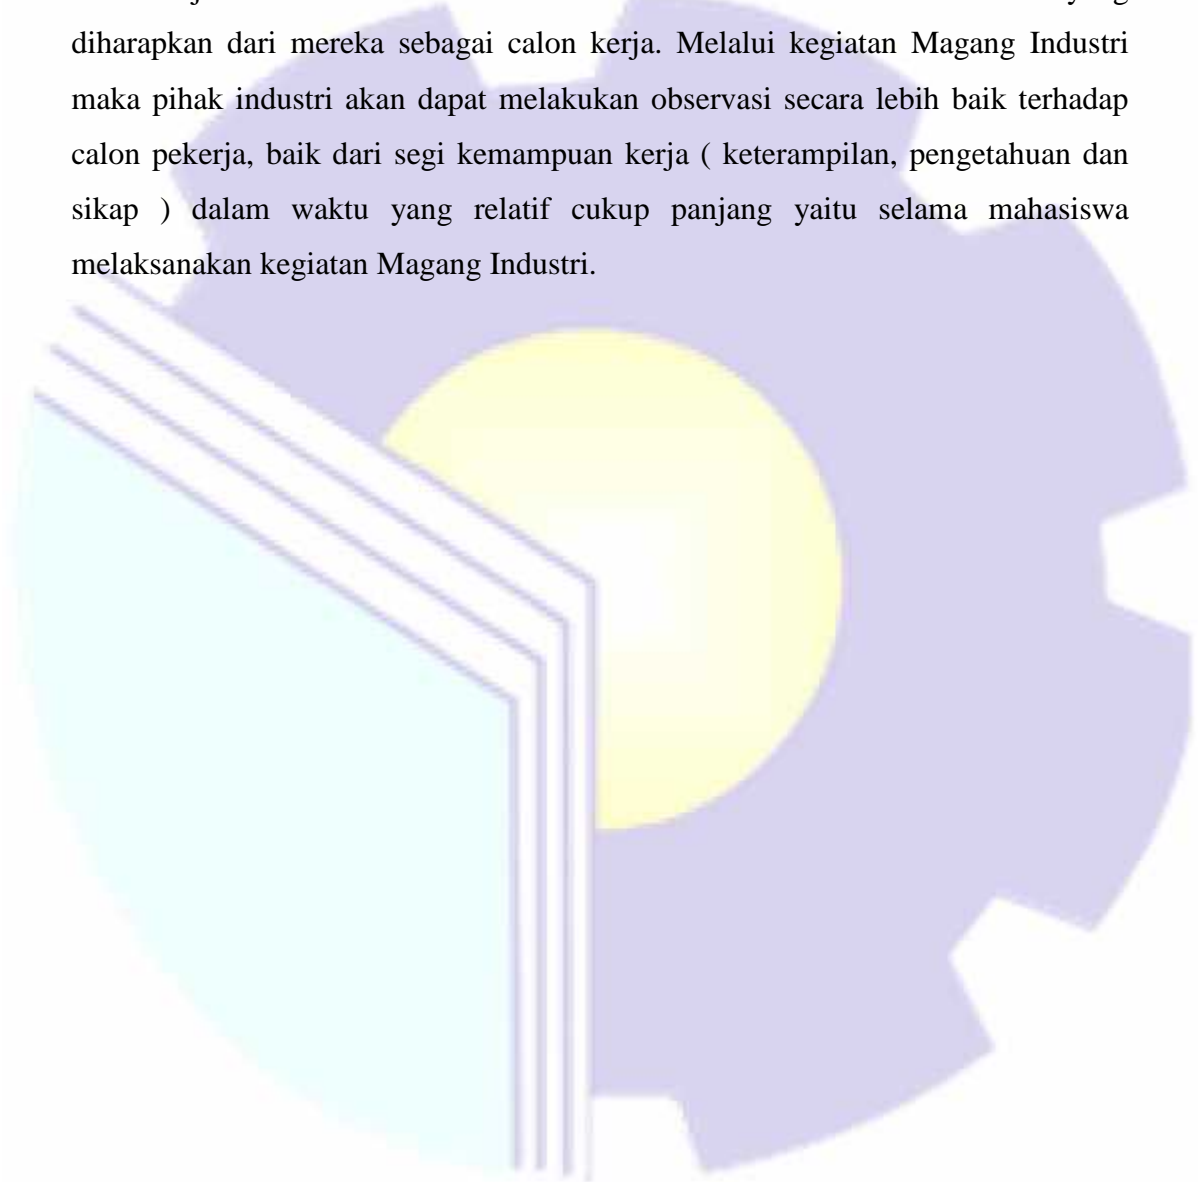 diharapkan dari mereka sebagai calon kerja. Melalui kegiatan Magang Industri
maka pihak industri akan dapat melakukan observasi secara lebih baik terhadap
calon pekerja, baik dari segi kemampuan kerja ( keterampilan, pengetahuan dan
sikap ) dalam waktu yang relatif cukup panjang yaitu selama mahasiswa
melaksanakan kegiatan Magang Industri.